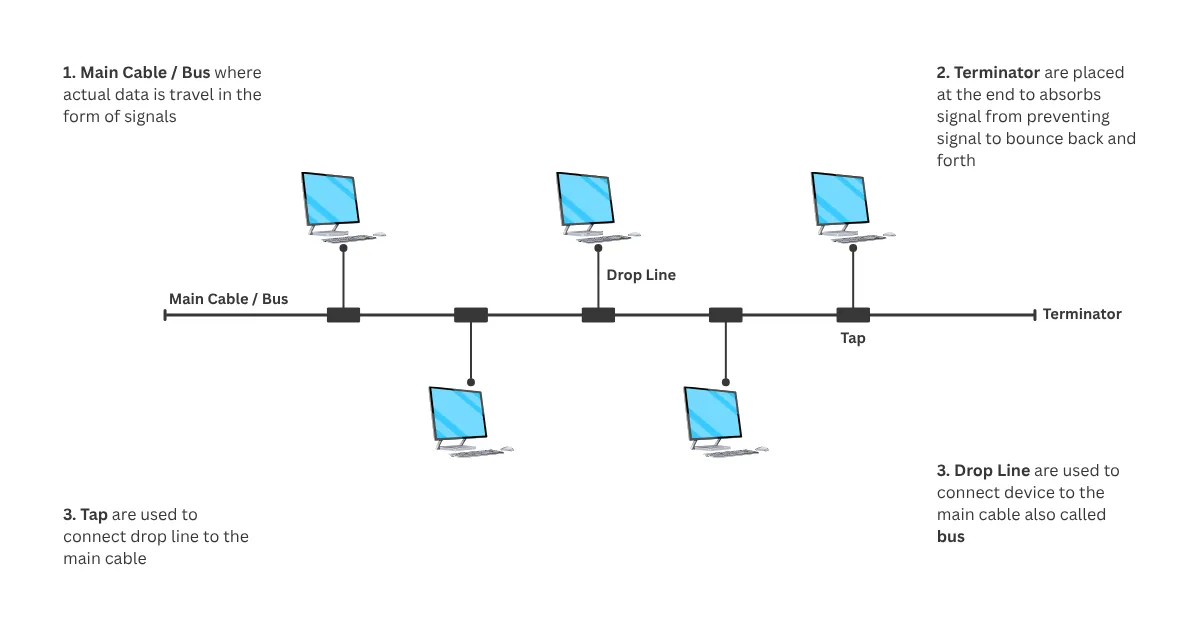 1. Main Cable / Bus where
actual data is travel in the
form of signals
2. Terminator are placed
at the end to absorbs
signal from preventing
signal to bounce back and
forth
Drop Line
Main Cable / Bus
Terminator
Tap
3. Tap are used to
connect drop line to the
main cable
3. Drop Line are used to
connect device to the
main cable also called
bus